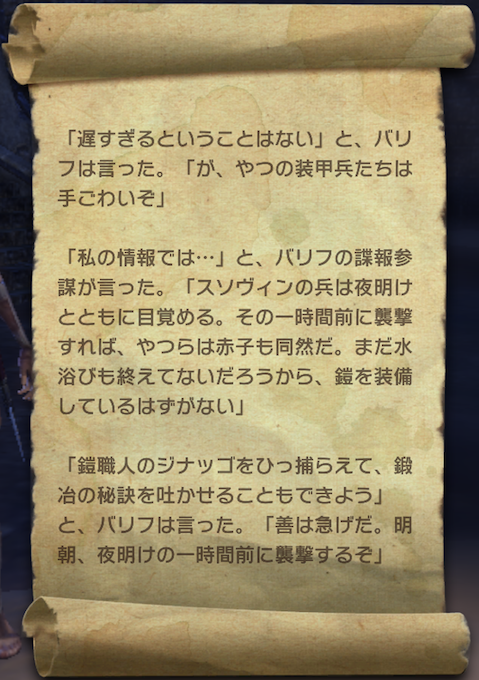 「遅すぎるということはない」と、バリ
フは言った。「が、やつの装甲兵たちは
手ごわいぞ」
「私の情報では…」と、バリフの諜報参
謀が言った。「スソヴィンの兵は夜明け
とともに目覚める。その一時間前に襲撃
すれば、やつらは赤子も同然だ。まだ水
浴びも終えてないだろうから、鎧を装備
しているはずがない」
「鎧職人のジナッゴをひっ捕らえて、鍛
冶の秘訣を吐かせることもできよう」
と、バリフは言った。「善は急げだ。明
朝、夜明けの一時間前に襲撃するぞ」